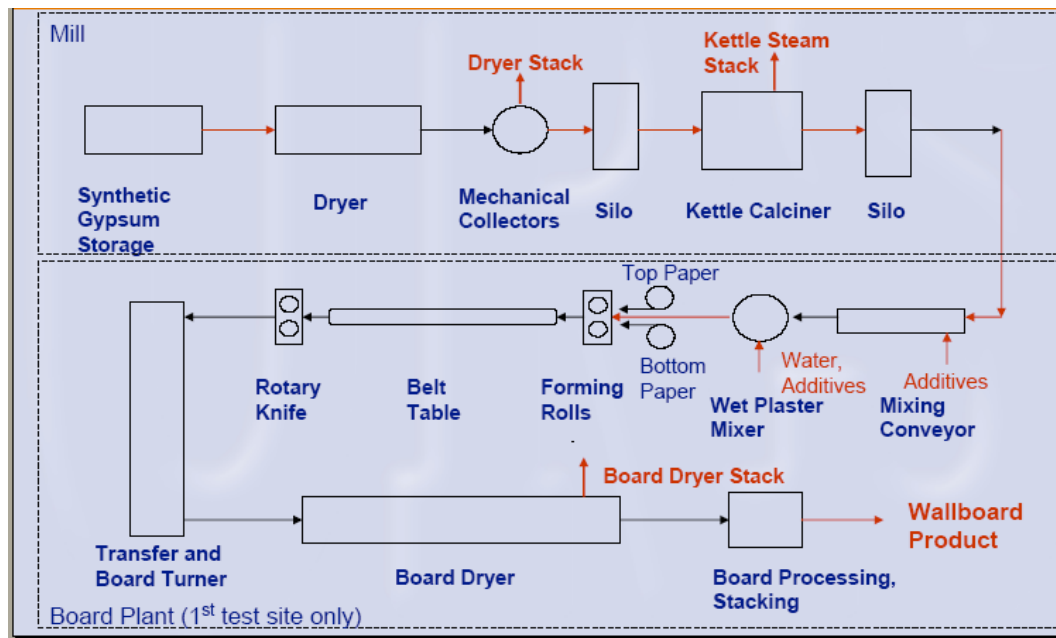 Mill
Dryer Stack
Kettle Steam
Stack
Synthetic
Gypsum
Storage
Dryer
Mechanical
Collectors
Silo
Kettle Calciner
Silo
Top Paper
Bottom
Paper
Water,
Additives
Additives
Rotary
Knife
Belt
Table
Forming
Rolls
Wet Plaster
Mixer
Mixing
Conveyor
Board Dryer Stack
Wallboard
Product
Transfer and
Board Turner
Board Dryer
Board Processing,
Stacking
Board Plant (1st test site only)